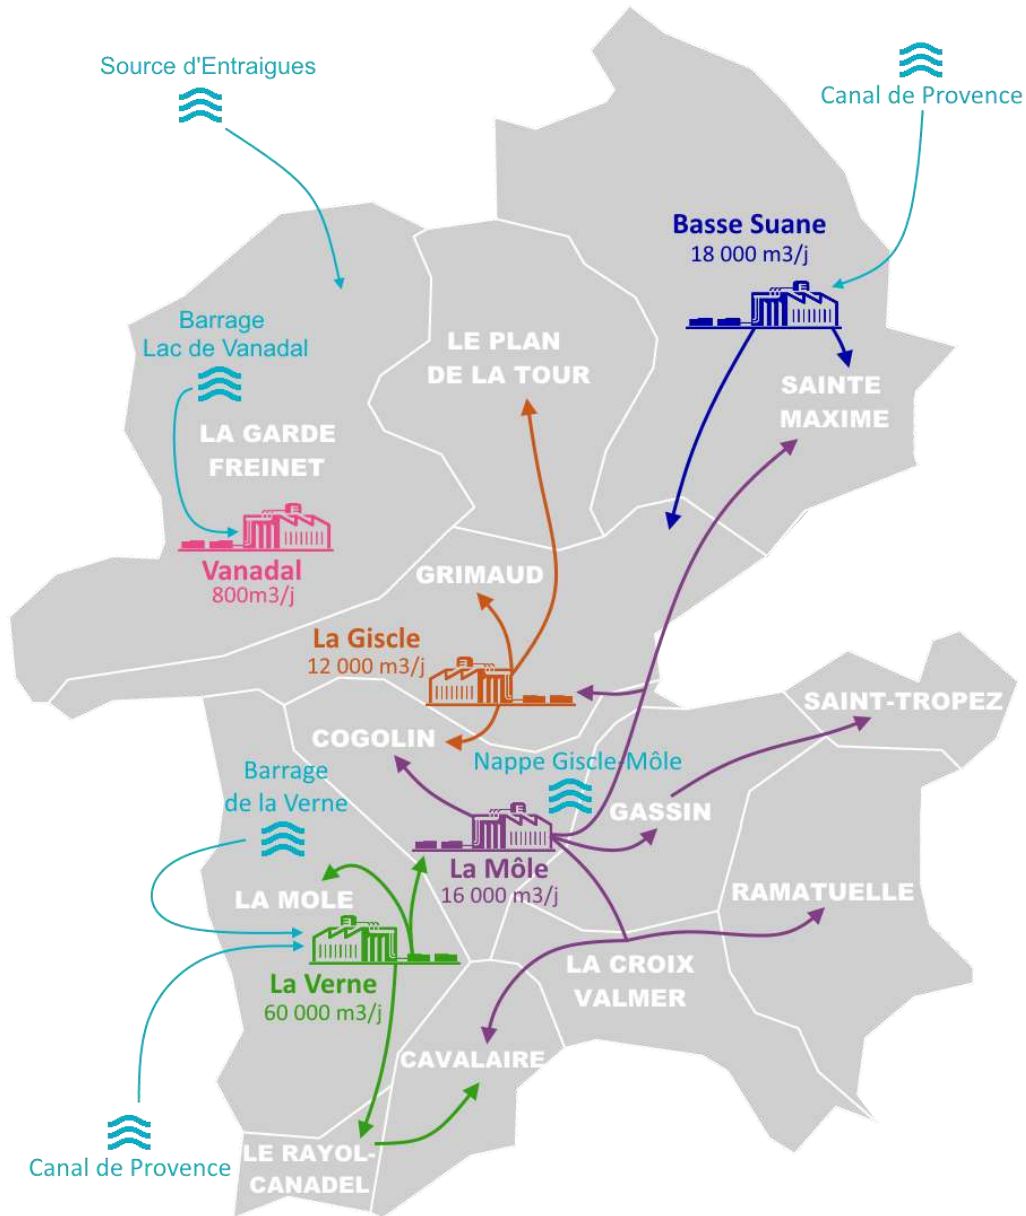 Source d'Entraigues
Canal de Provence
Basse Suane
18 000 m3/j
Barrage
Lac de Vanadal
LE PLAN
DE LA TOUR
SAINTE
MAXIME
LA GARDE
FREINET
Vanadal
800m3/j
GRIMAUD
La Giscle
12 000 m3/j
SAINT-TROPEZ
COGOLIN
Nappe Giscle-Môle
Barrage
de la Verne
GASSIN
La Môle
16 000 m3/j
LA MOLE
RAMATUELLE
La Verne
60 000 m3/j
LA CROIX
VALMER
CAVALAIRE
LE RAYOL-
CANADEL
Canal de Provence